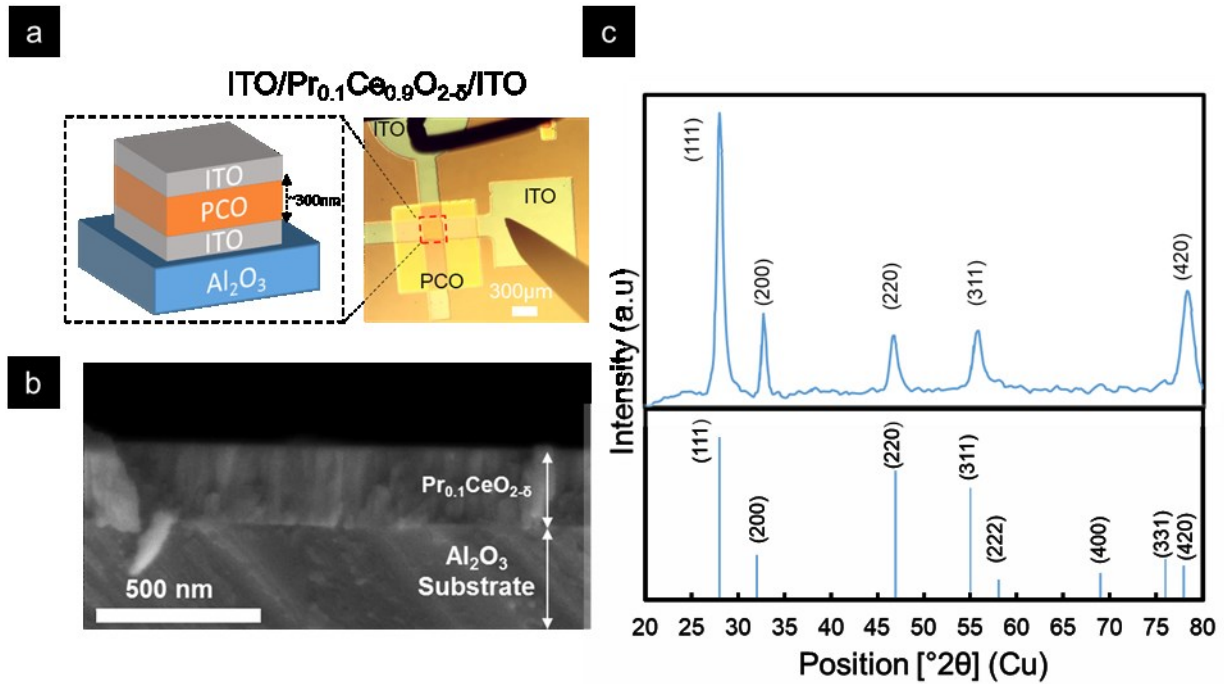 a
ITO/Pr₀.₁Ce₀.₉O₂₋δ/ITO
ITO
PCO
ITO
Al₂O₃
~300nm
ITO
ITO
PCO
300µm
b
Pr₀.₁CeO₂₋δ
Al₂O₃
Substrate
500 nm
c
Intensity (a.u)
(111)
(200)
(220)
(311)
(420)
(111)
(200)
(220)
(311)
(222)
(400)
(331)
(420)
20 25 30 35 40 45 50 55 60 65 70 75 80
Position [°2θ] (Cu)